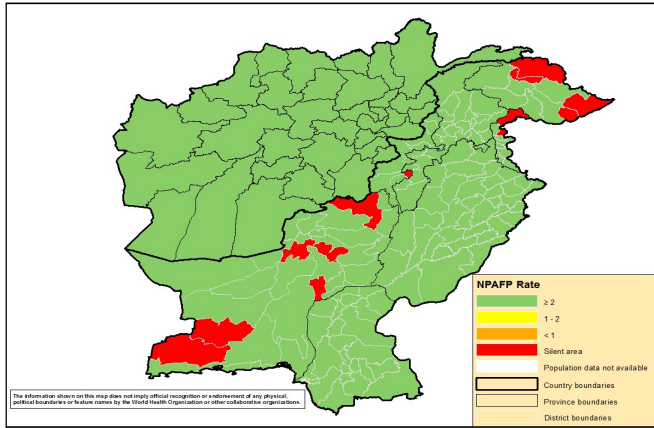 NPAFP Rate
≥ 2
1 - 2
< 1
Silent area
Population data not available
Country boundaries
Province boundaries
District boundaries
The information shown on this map does not imply official recognition or endorsement of any physical,
political boundaries or feature names by the World Health Organization or other collaborative organizations.